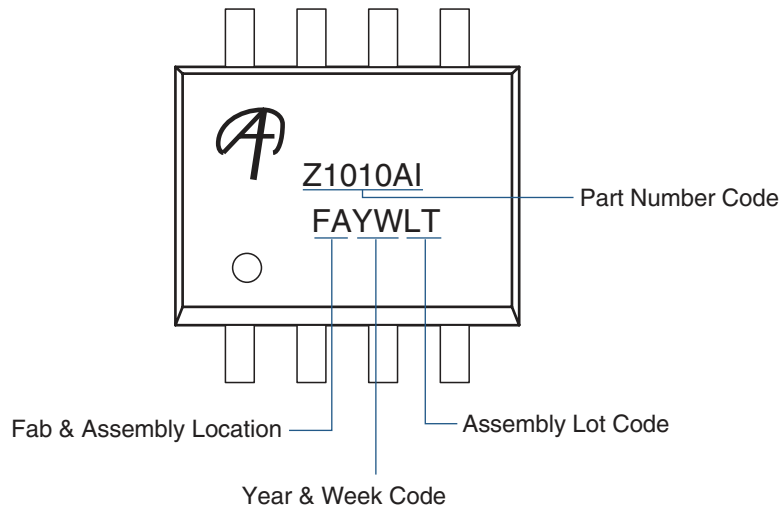 Z1010AI
Part Number Code
FAYWLT
Fab & Assembly Location
Assembly Lot Code
Year & Week Code